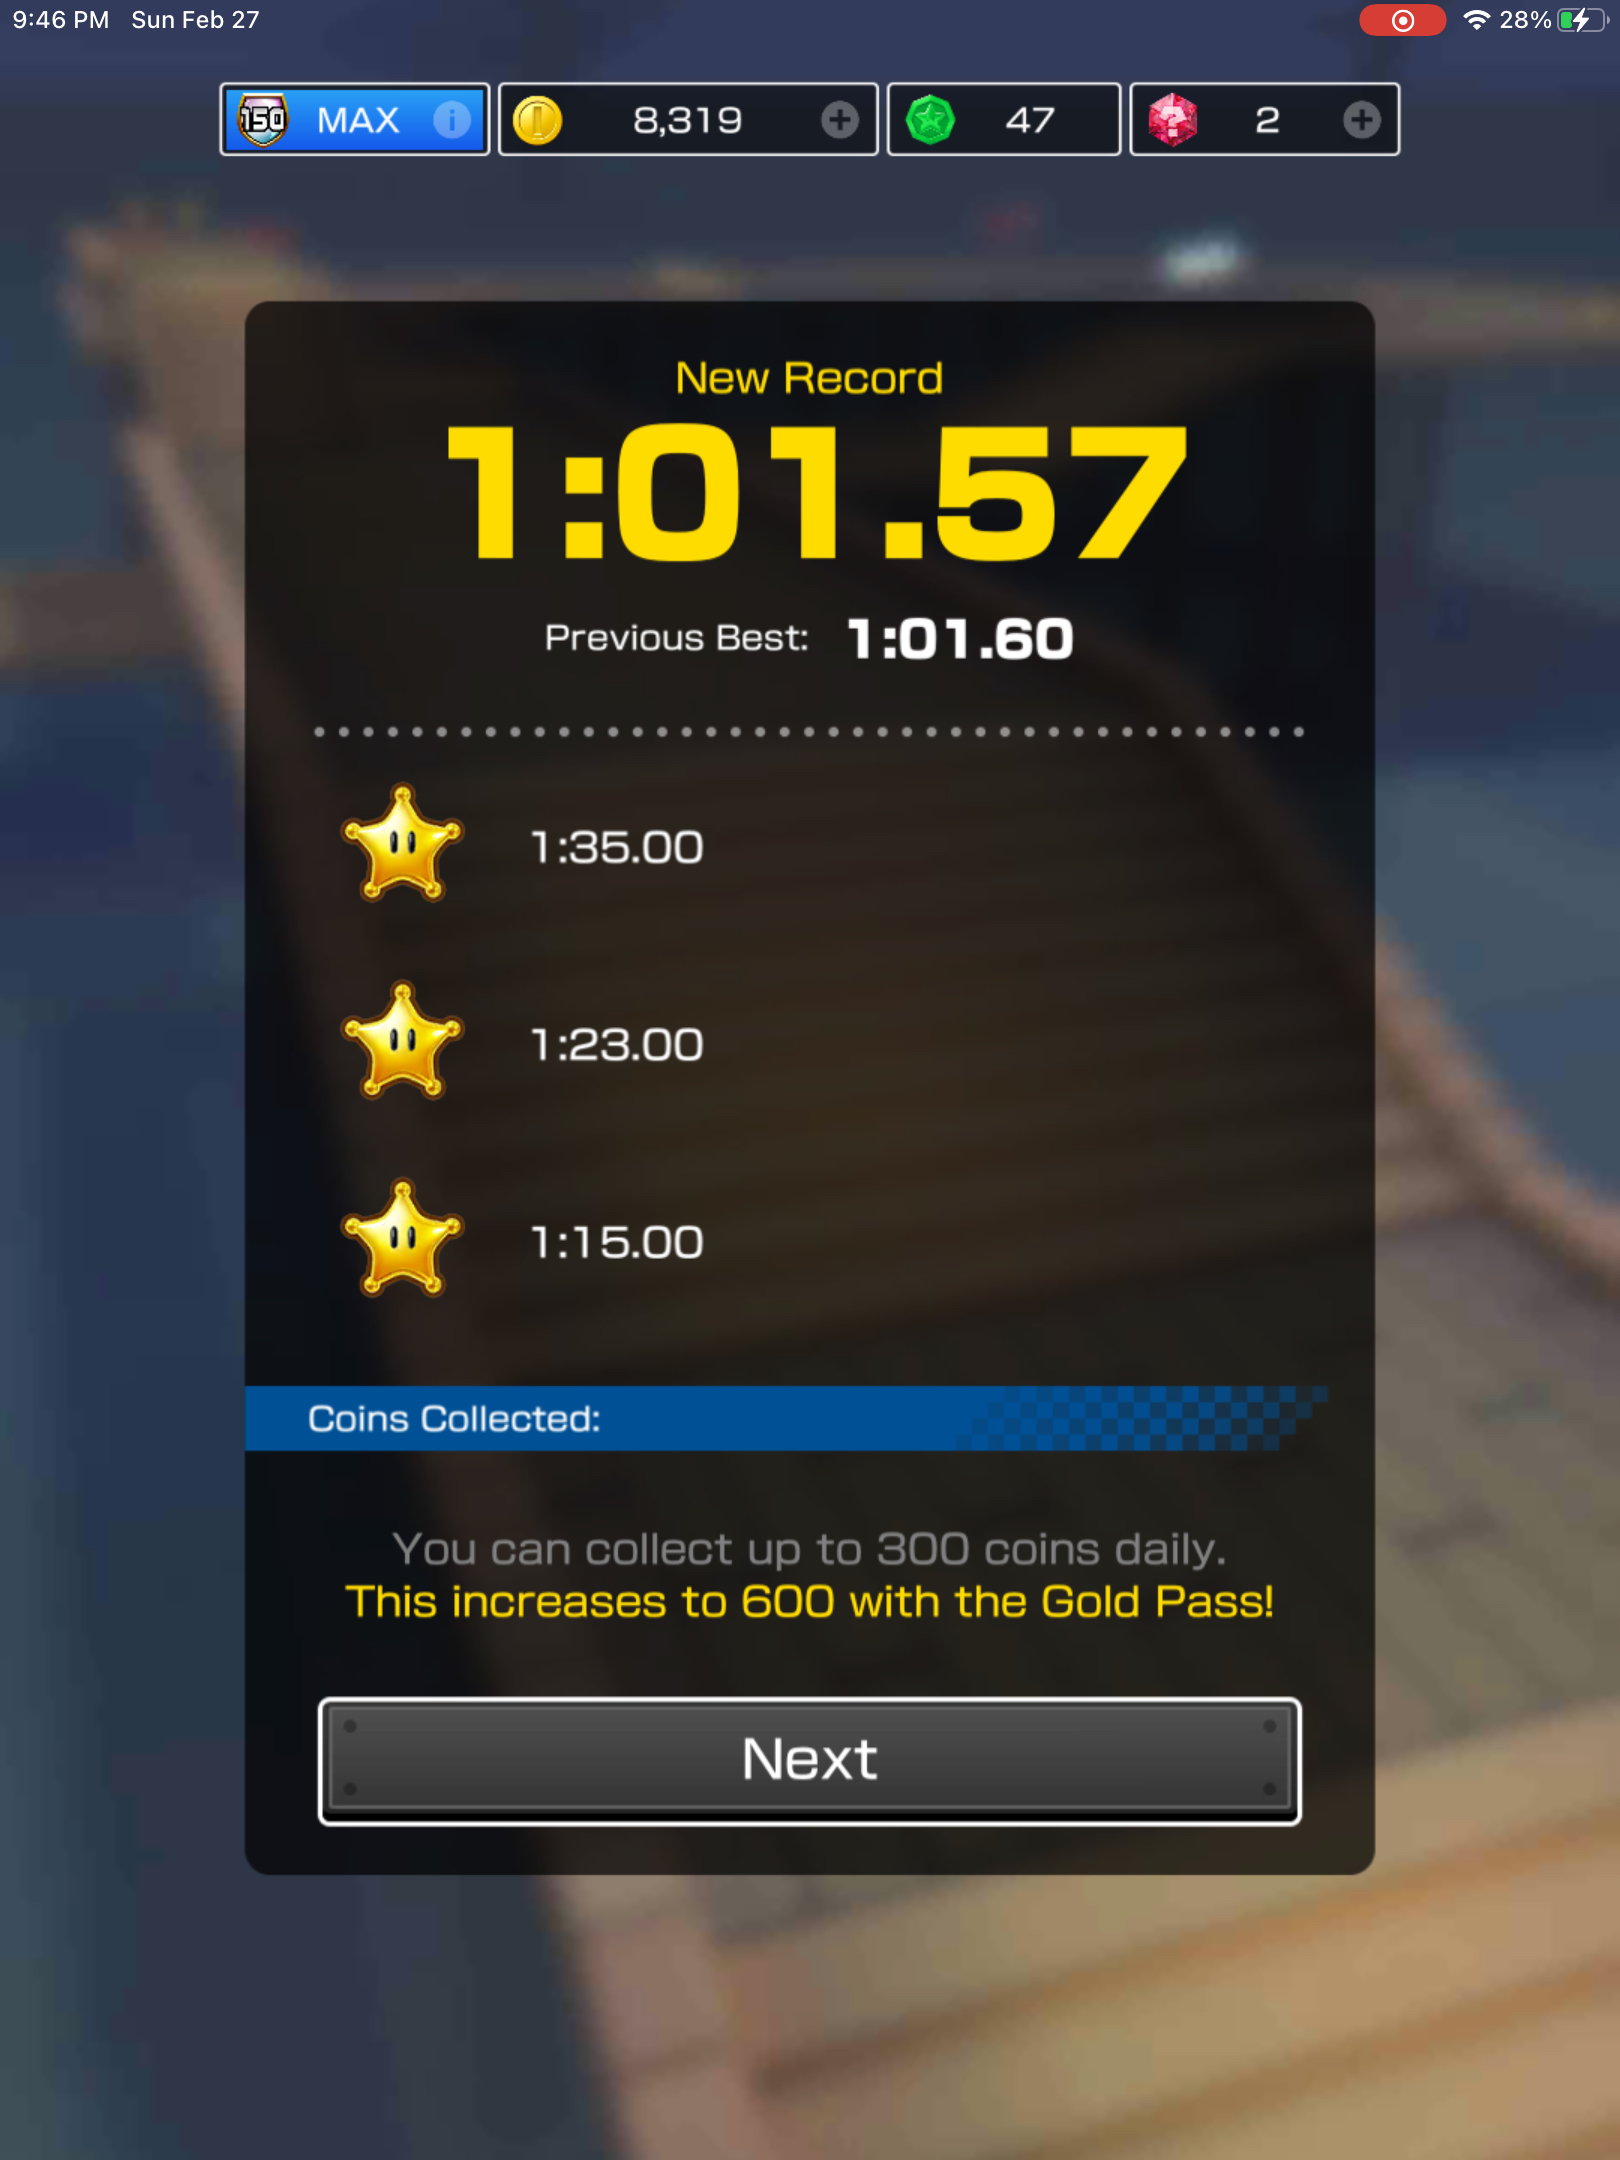 9:46 PM Sun Feb 27 28%
150 MAX i 8,319 + 47 ? 2 +
New Record
1:01.57
Previous Best: 1:01.60
1:35.00
1:23.00
1:15.00
Coins Collected:
You can collect up to 300 coins daily.
This increases to 600 with the Gold Pass!
Next